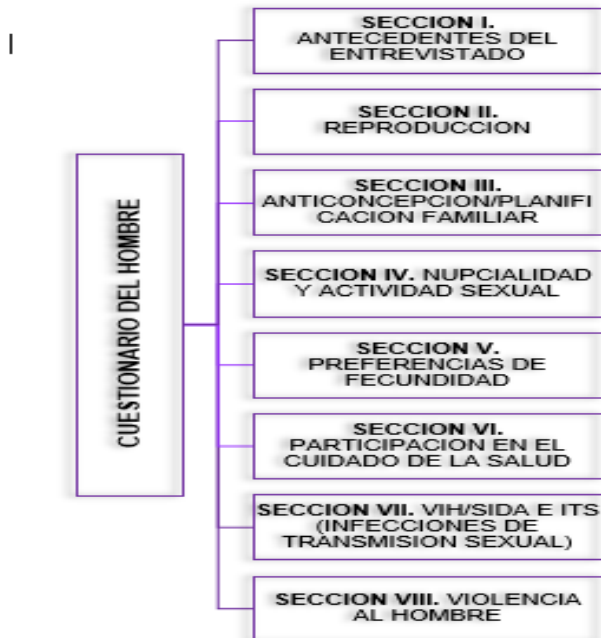 I
CUESTIONARIO DEL HOMBRE
SECCION I.
ANTECEDENTES DEL
ENTREVISTADO
SECCION II.
REPRODUCCION
SECCION III.
ANTICONCEPCION/PLANIFI
CACION FAMILIAR
SECCION IV. NUPCIALIDAD
Y ACTIVIDAD SEXUAL
SECCION V.
PREFERENCIAS DE
FECUNDIDAD
SECCION VI.
PARTICIPACION EN EL
CUIDADO DE LA SALUD
SECCION VII. VIH/SIDA E ITS
(INFECCIONES DE
TRANSMISION SEXUAL)
SECCION VIII. VIOLENCIA
AL HOMBRE